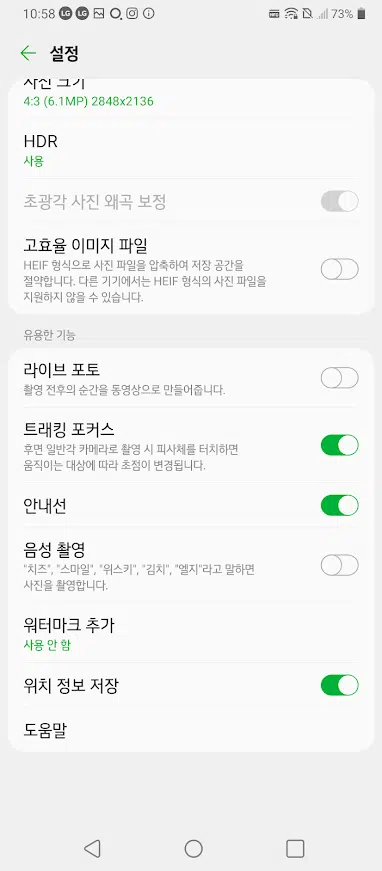 10:58 LG LG 73%
설정
사진 크기
4:3 (6.1MP) 2848x2136
HDR
사용
초광각 사진 왜곡 보정
고효율 이미지 파일
HEIF 형식으로 사진 파일을 압축하여 저장 공간을
절약합니다. 다른 기기에서는 HEIF 형식의 사진 파일을
지원하지 않을 수 있습니다.
유용한 기능
라이브 포토
촬영 전후의 순간을 동영상으로 만들어줍니다.
트래킹 포커스
후면 일반각 카메라로 촬영 시 피사체를 터치하면
움직이는 대상에 따라 초점이 변경됩니다.
안내선
음성 촬영
"치즈", "스마일", "위스키", "김치", "엘지"라고 말하면
사진을 촬영합니다.
워터마크 추가
사용 안 함
위치 정보 저장
도움말